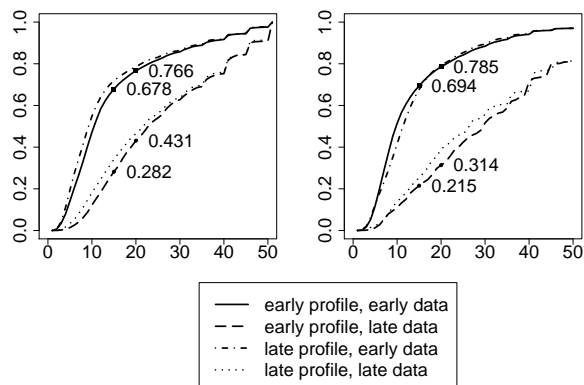 0.0 0.2 0.4 0.6 0.8 1.0
0 10 20 30 40 50
0.766
0.678
0.431
0.282
0.0 0.2 0.4 0.6 0.8 1.0
0 10 20 30 40 50
0.785
0.694
0.314
0.215
early profile, early data
early profile, late data
late profile, early data
late profile, late data